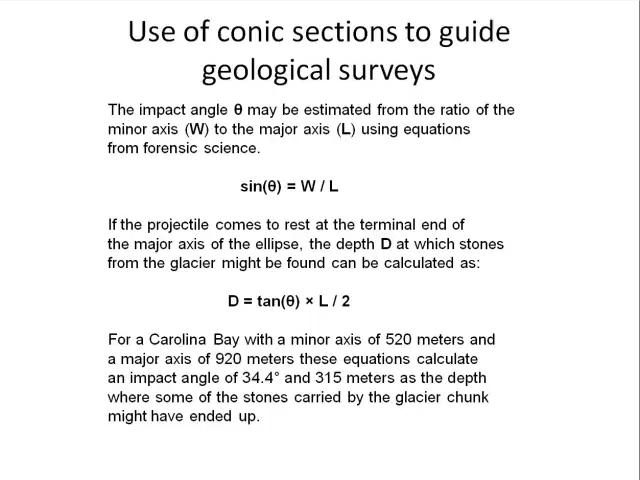 Use of conic sections to guide
geological surveys
The impact angle θ may be estimated from the ratio of the
minor axis (W) to the major axis (L) using equations
from forensic science.
sin(θ) = W / L
If the projectile comes to rest at the terminal end of
the major axis of the ellipse, the depth D at which stones
from the glacier might be found can be calculated as:
D = tan(θ) × L / 2
For a Carolina Bay with a minor axis of 520 meters and
a major axis of 920 meters these equations calculate
an impact angle of 34.4° and 315 meters as the depth
where some of the stones carried by the glacier chunk
might have ended up.